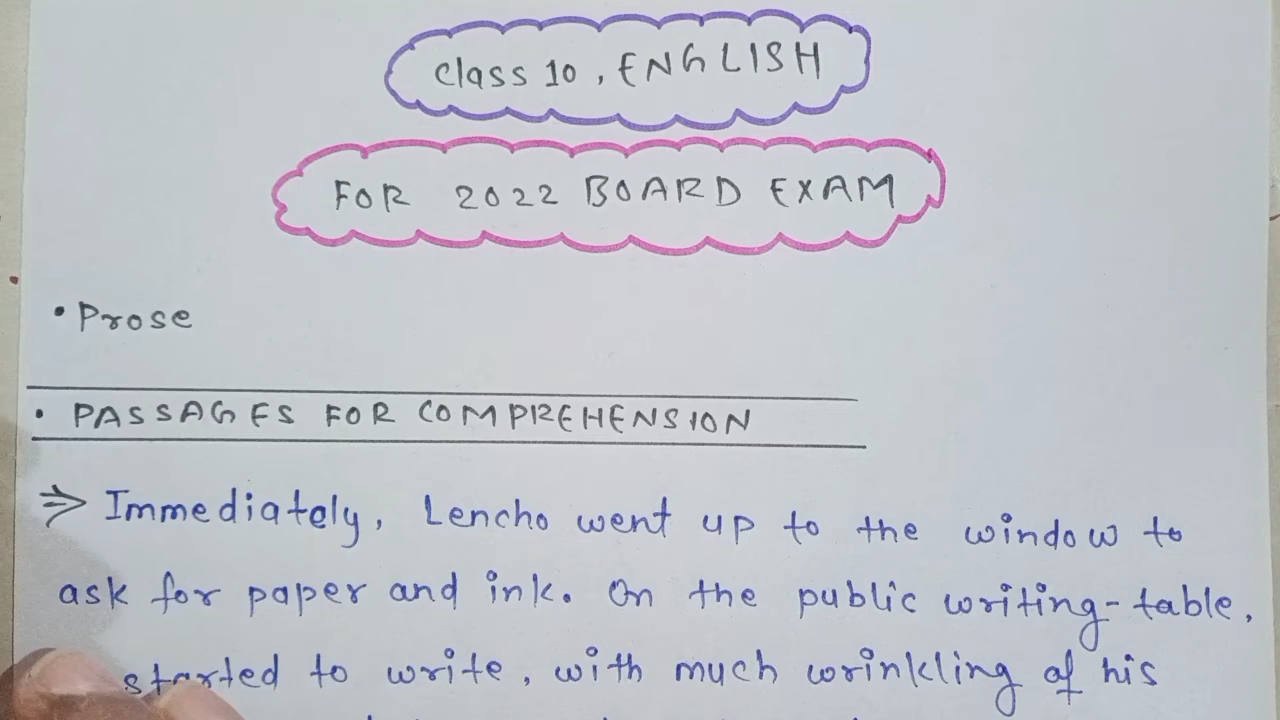 Class 10, ENGLISH
FOR 2022 BOARD EXAM
• Prose
• PASSAGES FOR COMPREHENSION
⇒ Immediately, Lencho went up to the window to
ask for paper and ink. On the public writing-table,
started to write, with much wrinkling of his